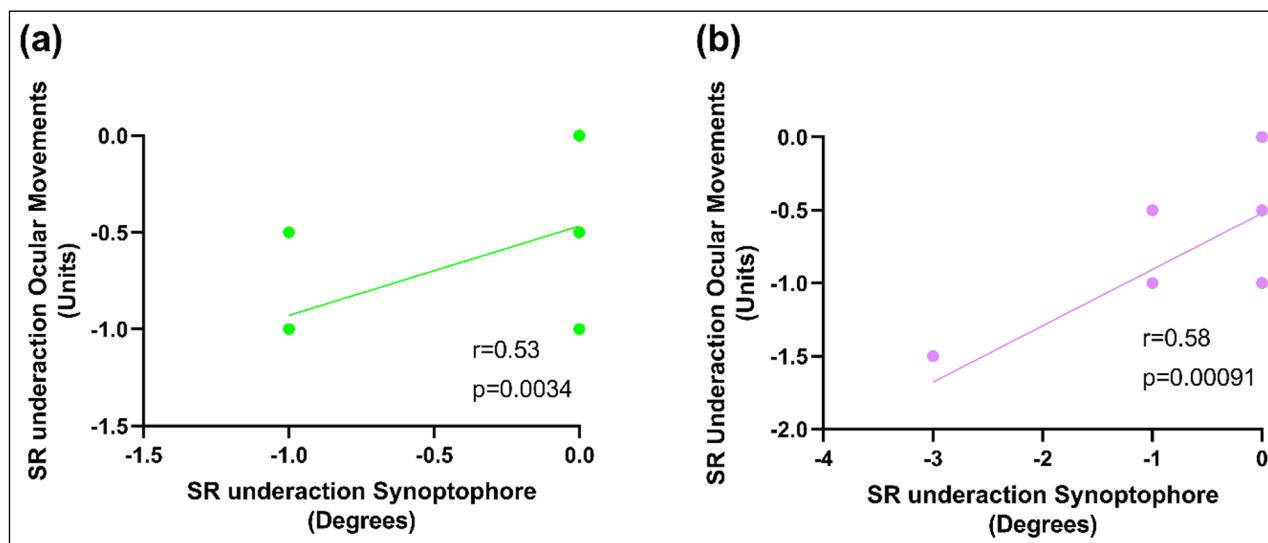 (a)
SR underaction Ocular Movements
(Units)
0.0
-0.5
-1.0
-1.5
r=0.53
p=0.0034
-1.5
-1.0
-0.5
0.0
SR underaction Synoptophore
(Degrees)
(b)
SR Underaction Ocular Movements
(Units)
0.0
-0.5
-1.0
-1.5
-2.0
r=0.58
p=0.00091
-4
-3
-2
-1
0
SR underaction Synoptophore
(Degrees)